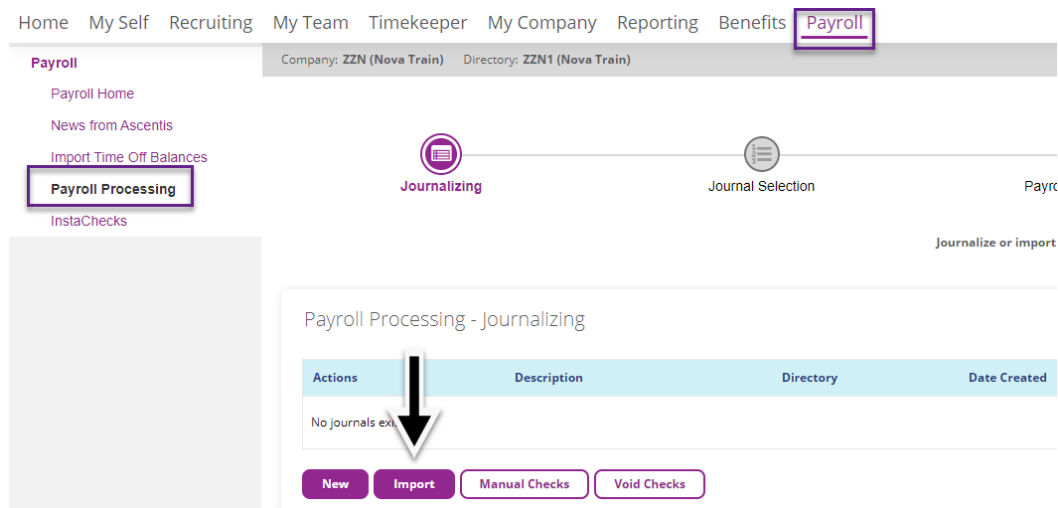 Home My Self Recruiting My Team Timekeeper My Company Reporting Benefits Payroll
Payroll
Payroll Home
News from Ascentis
Import Time Off Balances
Payroll Processing
InstaChecks
Company: ZZN (Nova Train) Directory: ZZN1 (Nova Train)
Journalizing Journal Selection
Journalize or import
Payroll Processing - Journalizing
Actions Description Directory Date Created
No journals
New Import Manual Checks Void Checks